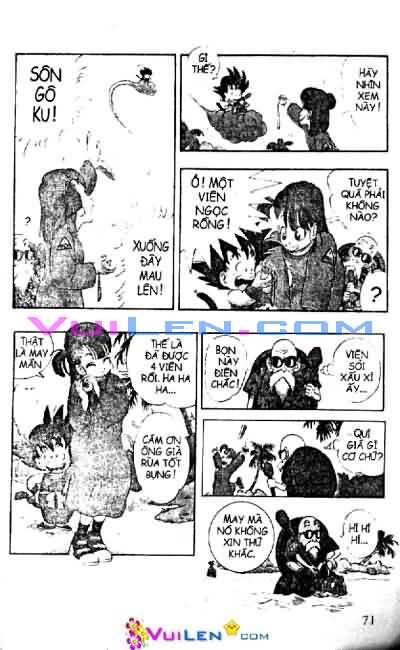 SÔN
GÔ
KU!
XUỐNG
ĐÂY
MAU
LÊN!
?
GÌ
THẾ?
HÃY
NHÌN
XEM
NÀY!
Ồ! MỘT
VIÊN
NGỌC
RỒNG!
TUYỆT
QUÁ PHẢI
KHÔNG
NÀO?
?
VUILEN.COM
THẬT
LÀ MAY
MẮN
THẾ LÀ
ĐÃ ĐƯỢC
4 VIÊN
RỒI. HA HA
HA...
CẢM ƠN
ÔNG GIÀ
RÙA TỐT
BỤNG!
BỌN
NÀY
ĐIÊN
CHẮC!
VIÊN
SỎI
XẤU XÍ
ẤY...
QUÍ
GIÁ GÌ
CƠ CHỨ?
MAY MÀ
NÓ KHÔNG
XIN THỨ
KHÁC.
HÌ HÌ
HÌ...
71
VUILEN.COM